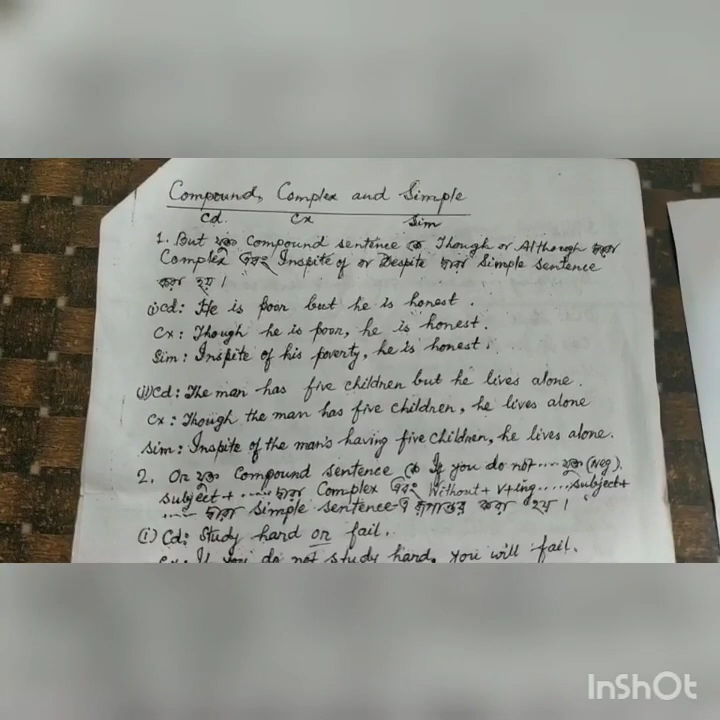 Compound, Complex and Simple
Cd. Cx Sim
1. But যুক্ত Compound sentence কে Though or Although দ্বারা
Complex এবং Inspite of or Despite দ্বারা Simple sentence
করা হয়।
(i) Cd: He is poor but he is honest.
Cx: Though he is poor, he is honest.
Sim: Inspite of his poverty, he is honest.
(ii) Cd: The man has five children but he lives alone.
Cx: Though the man has five children, he lives alone
Sim: Inspite of the man's having five children, he lives alone.
2. Or যুক্ত Compound sentence কে If you do not.... যুক্ত (Neg).
subject + ..... দ্বারা Complex এবং Without + v+ing.....subject+
..... দ্বারা Simple sentence-এ রূপান্তর করা হয়।
(i) Cd: Study hard or fail.
Cx: If you do not study hard, you will fail.
InShOt